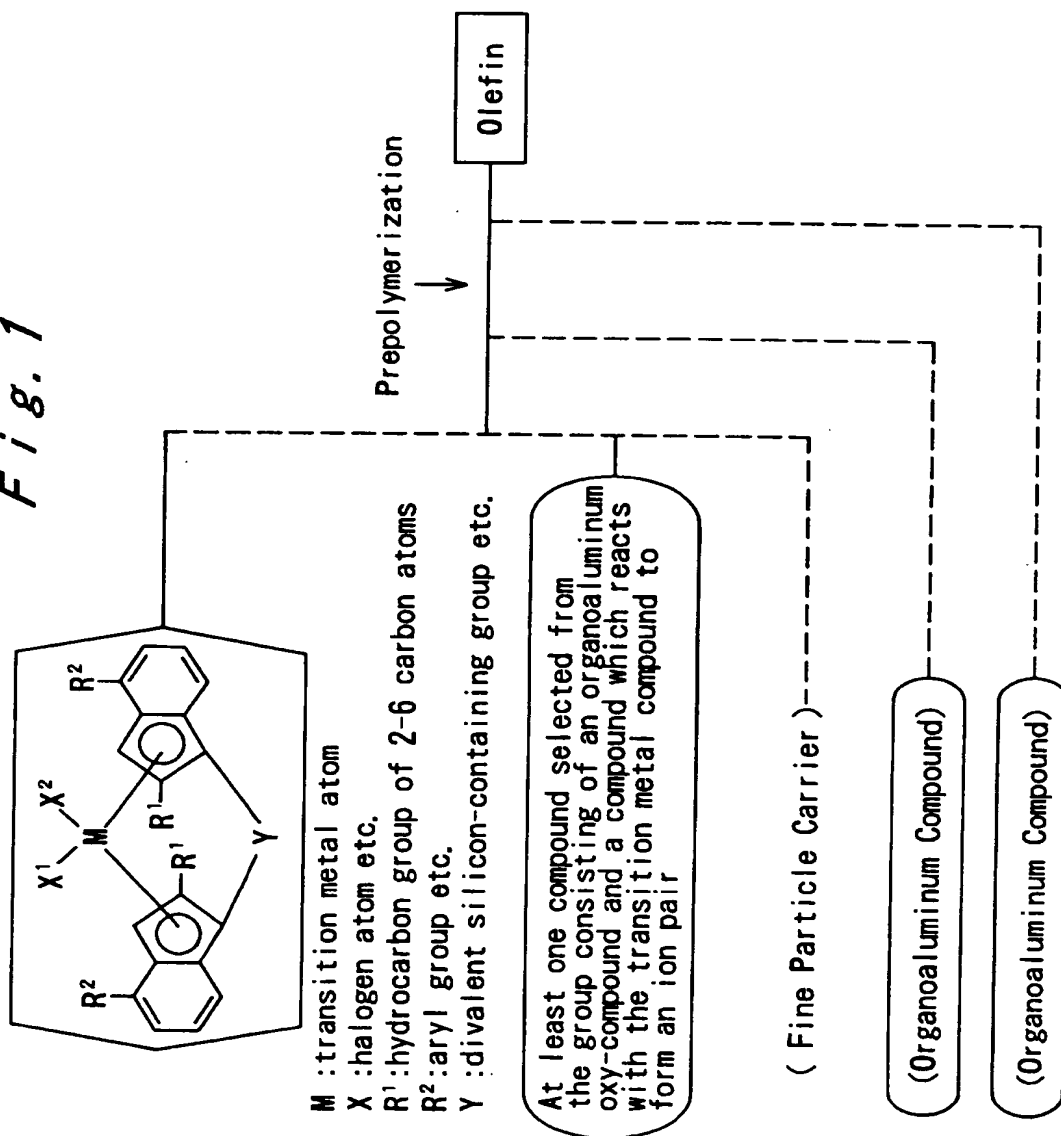 Fig. 1
X¹
X²
M
R²
R²
R¹
R¹
Y
M :transition metal atom
X :halogen atom etc.
R¹:hydrocarbon group of 2-6 carbon atoms
R²:aryl group etc.
Y :divalent silicon-containing group etc.
Prepolymerization
Olefin
At least one compound selected from
the group consisting of an organoaluminum
oxy-compound and a compound which reacts
with the transition metal compound to
form an ion pair
( Fine Particle Carrier )
(Organoaluminum Compound)
(Organoaluminum Compound)